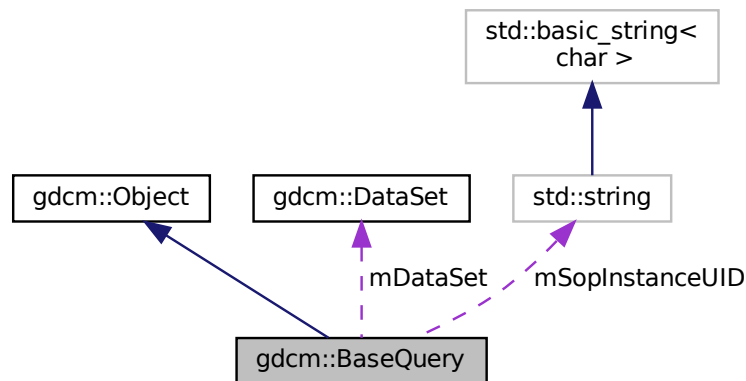 std::basic_string<
char >
gdcm::Object
gdcm::DataSet
std::string
mDataSet
mSopInstanceUID
gdcm::BaseQuery